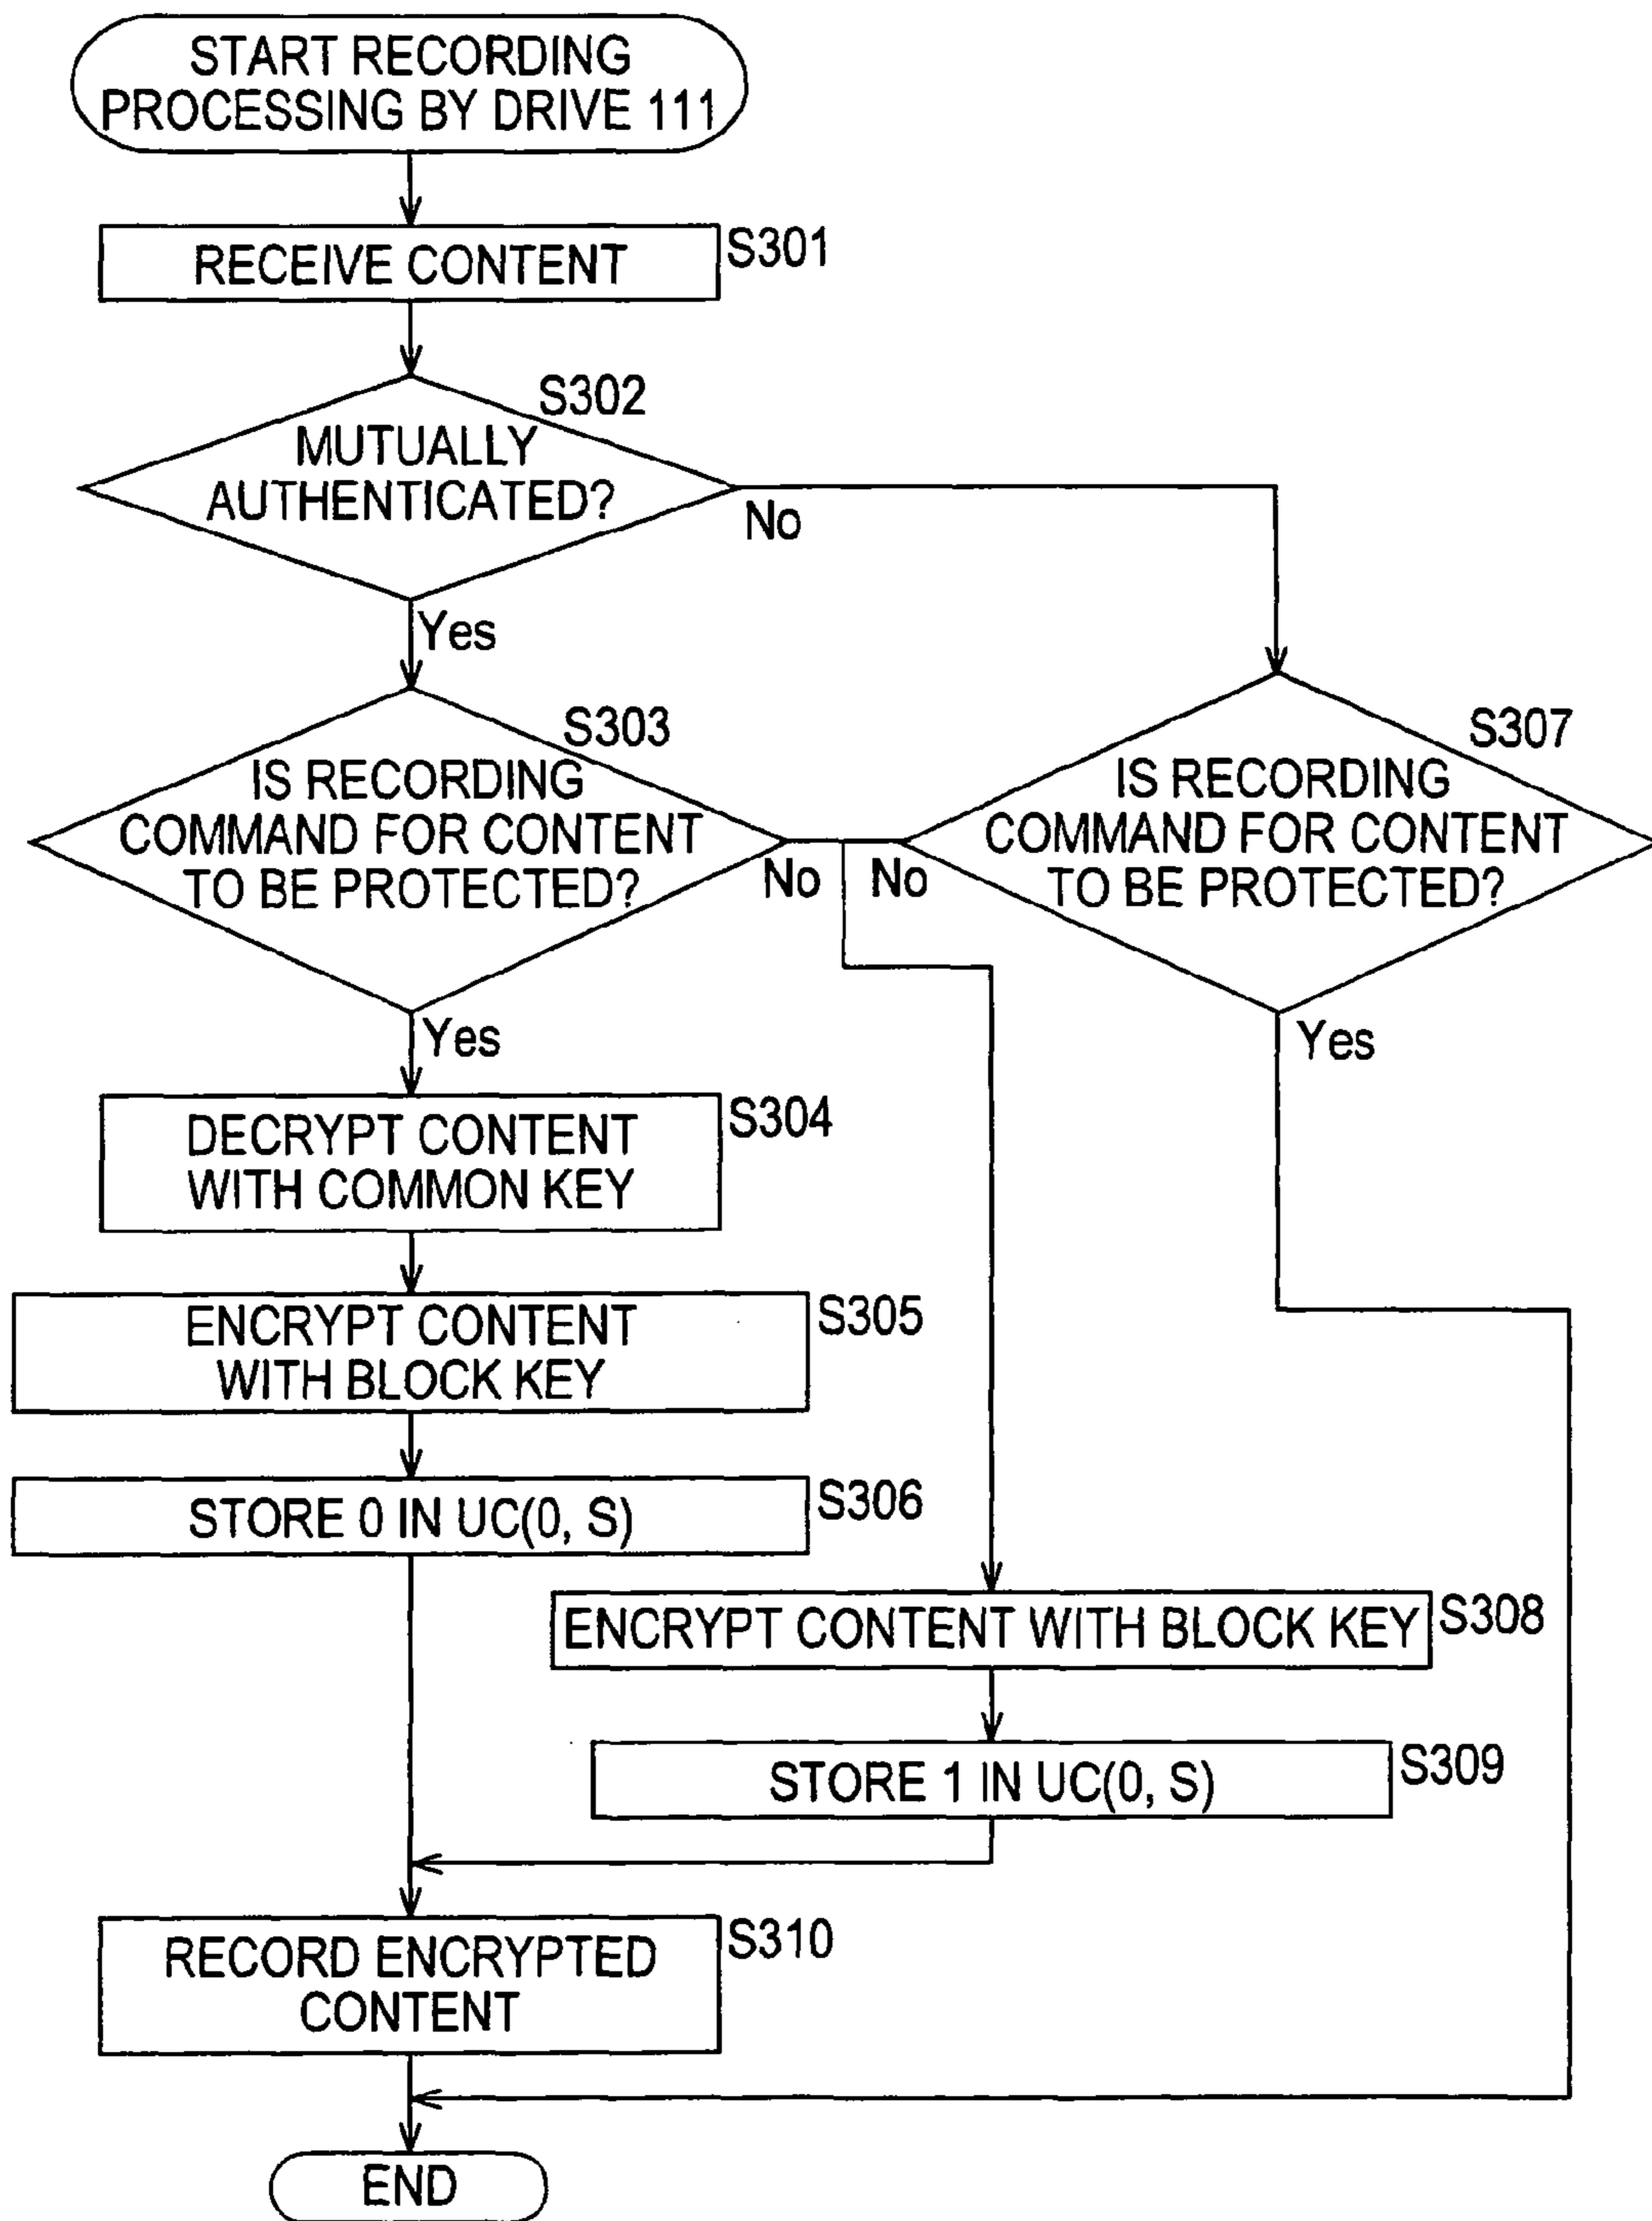 START RECORDING
PROCESSING BY DRIVE 111
RECEIVE CONTENT
S301
S302
MUTUALLY
AUTHENTICATED?
No
Yes
S303
IS RECORDING
COMMAND FOR CONTENT
TO BE PROTECTED?
No
Yes
S307
IS RECORDING
COMMAND FOR CONTENT
TO BE PROTECTED?
No
Yes
S304
DECRYPT CONTENT
WITH COMMON KEY
S305
ENCRYPT CONTENT
WITH BLOCK KEY
S306
STORE 0 IN UC(0, S)
ENCRYPT CONTENT WITH BLOCK KEY
S308
STORE 1 IN UC(0, S)
S309
S310
RECORD ENCRYPTED
CONTENT
END